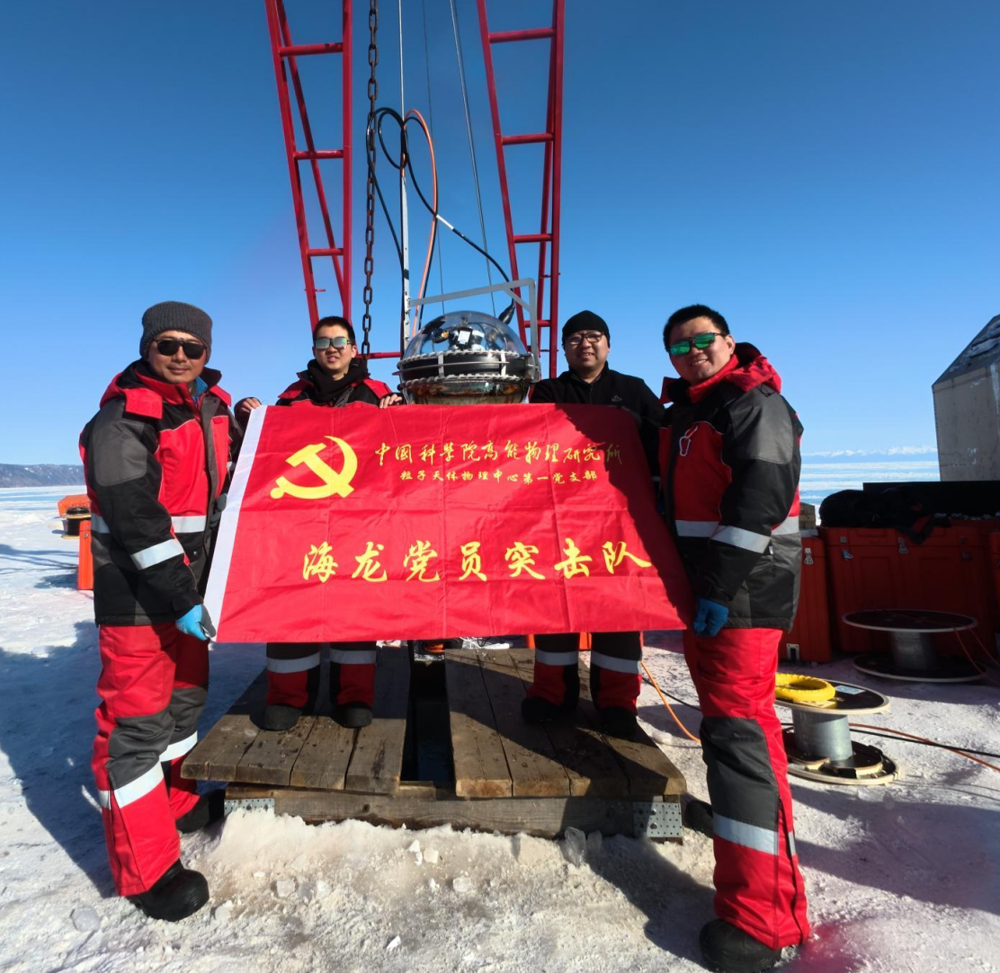 中国科学院高能物理研究所
粒子天体物理中心第一党支部
海龙党员突击队